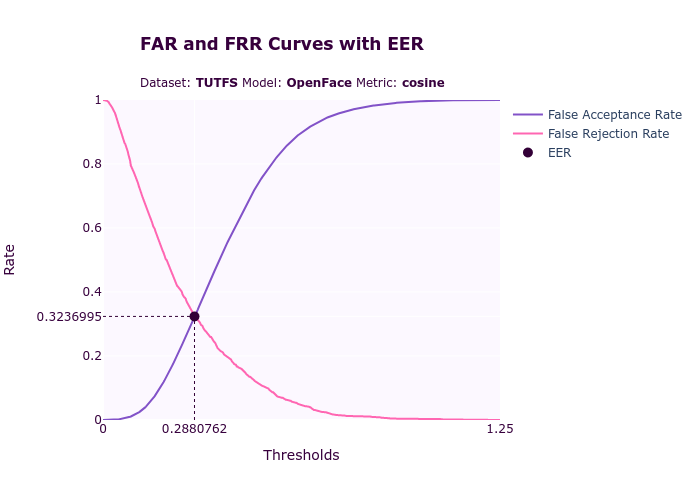 FAR and FRR Curves with EER
Dataset: TUTFS Model: OpenFace Metric: cosine
False Acceptance Rate
False Rejection Rate
EER
Rate
1
0.8
0.6
0.4
0.3236995
0.2
0
0
0.2880762
1.25
Thresholds